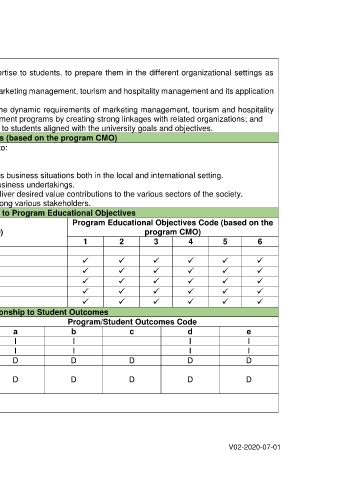 ertise to students, to prepare them in the different organizational settings as
arketing management, tourism and hospitality management and its application
he dynamic requirements of marketing management, tourism and hospitality
ment programs by creating strong linkages with related organizations; and
to students aligned with the university goals and objectives.
s (based on the program CMO)
to:
s business situations both in the local and international setting.
usiness undertakings.
liver desired value contributions to the various sectors of the society.
ong various stakeholders.
to Program Educational Objectives
Program Educational Objectives Code (based on the
) program CMO)
1 2 3 4 5 6
✓ ✓ ✓ ✓ ✓ ✓
✓ ✓ ✓ ✓ ✓ ✓
✓ ✓ ✓ ✓ ✓ ✓
✓ ✓ ✓ ✓ ✓ ✓
✓ ✓ ✓ ✓ ✓ ✓
onship to Student Outcomes
Program/Student Outcomes Code
a b c d e
I I I I
I I I I
D D D D D
D D D D D
V02-2020-07-01